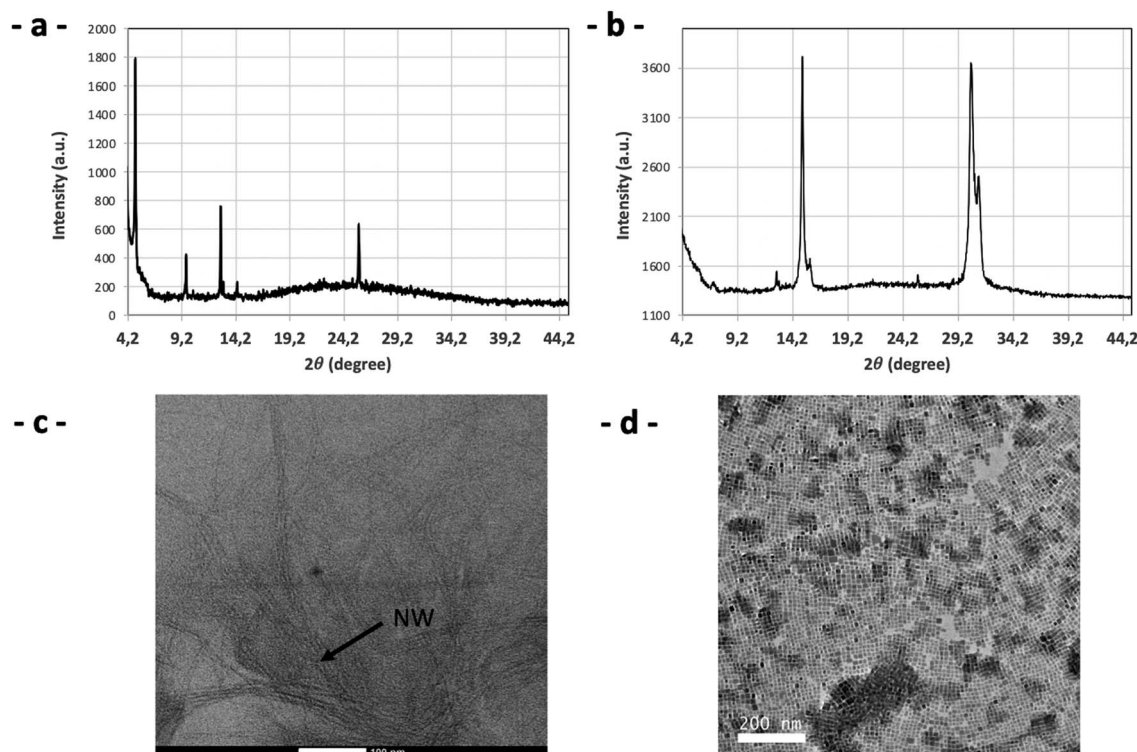 - a -
2000
1800
1600
1400
1200
1000
800
600
400
200
0
Intensity (a.u.)
4,2 9,2 14,2 19,2 24,2 29,2 34,2 39,2 44,2
2θ (degree)
- b -
3600
3100
2600
2100
1600
1100
Intensity (a.u.)
4,2 9,2 14,2 19,2 24,2 29,2 34,2 39,2 44,2
2θ (degree)
- c -
NW
100 nm
- d -
200 nm